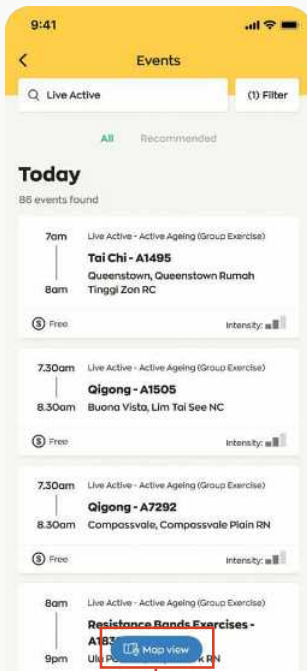 9:41
Events
Live Active
(1) Filter
All Recommended
Today
86 events found
7am Live Active - Active Ageing (Group Exercise)
Tai Chi - A1495
Queenstown, Queenstown Rumah
8am Tinggi Zon RC
Free Intensity:
7.30am Live Active - Active Ageing (Group Exercise)
Qigong - A1505
8.30am Buona Vista, Lim Tai See NC
Free Intensity:
7.30am Live Active - Active Ageing (Group Exercise)
Qigong - A7292
8.30am Compassvale, Compassvale Plain RN
Free Intensity:
8am Live Active - Active Ageing (Group Exercise)
Resistance Bands Exercises -
Map view
9pm RN